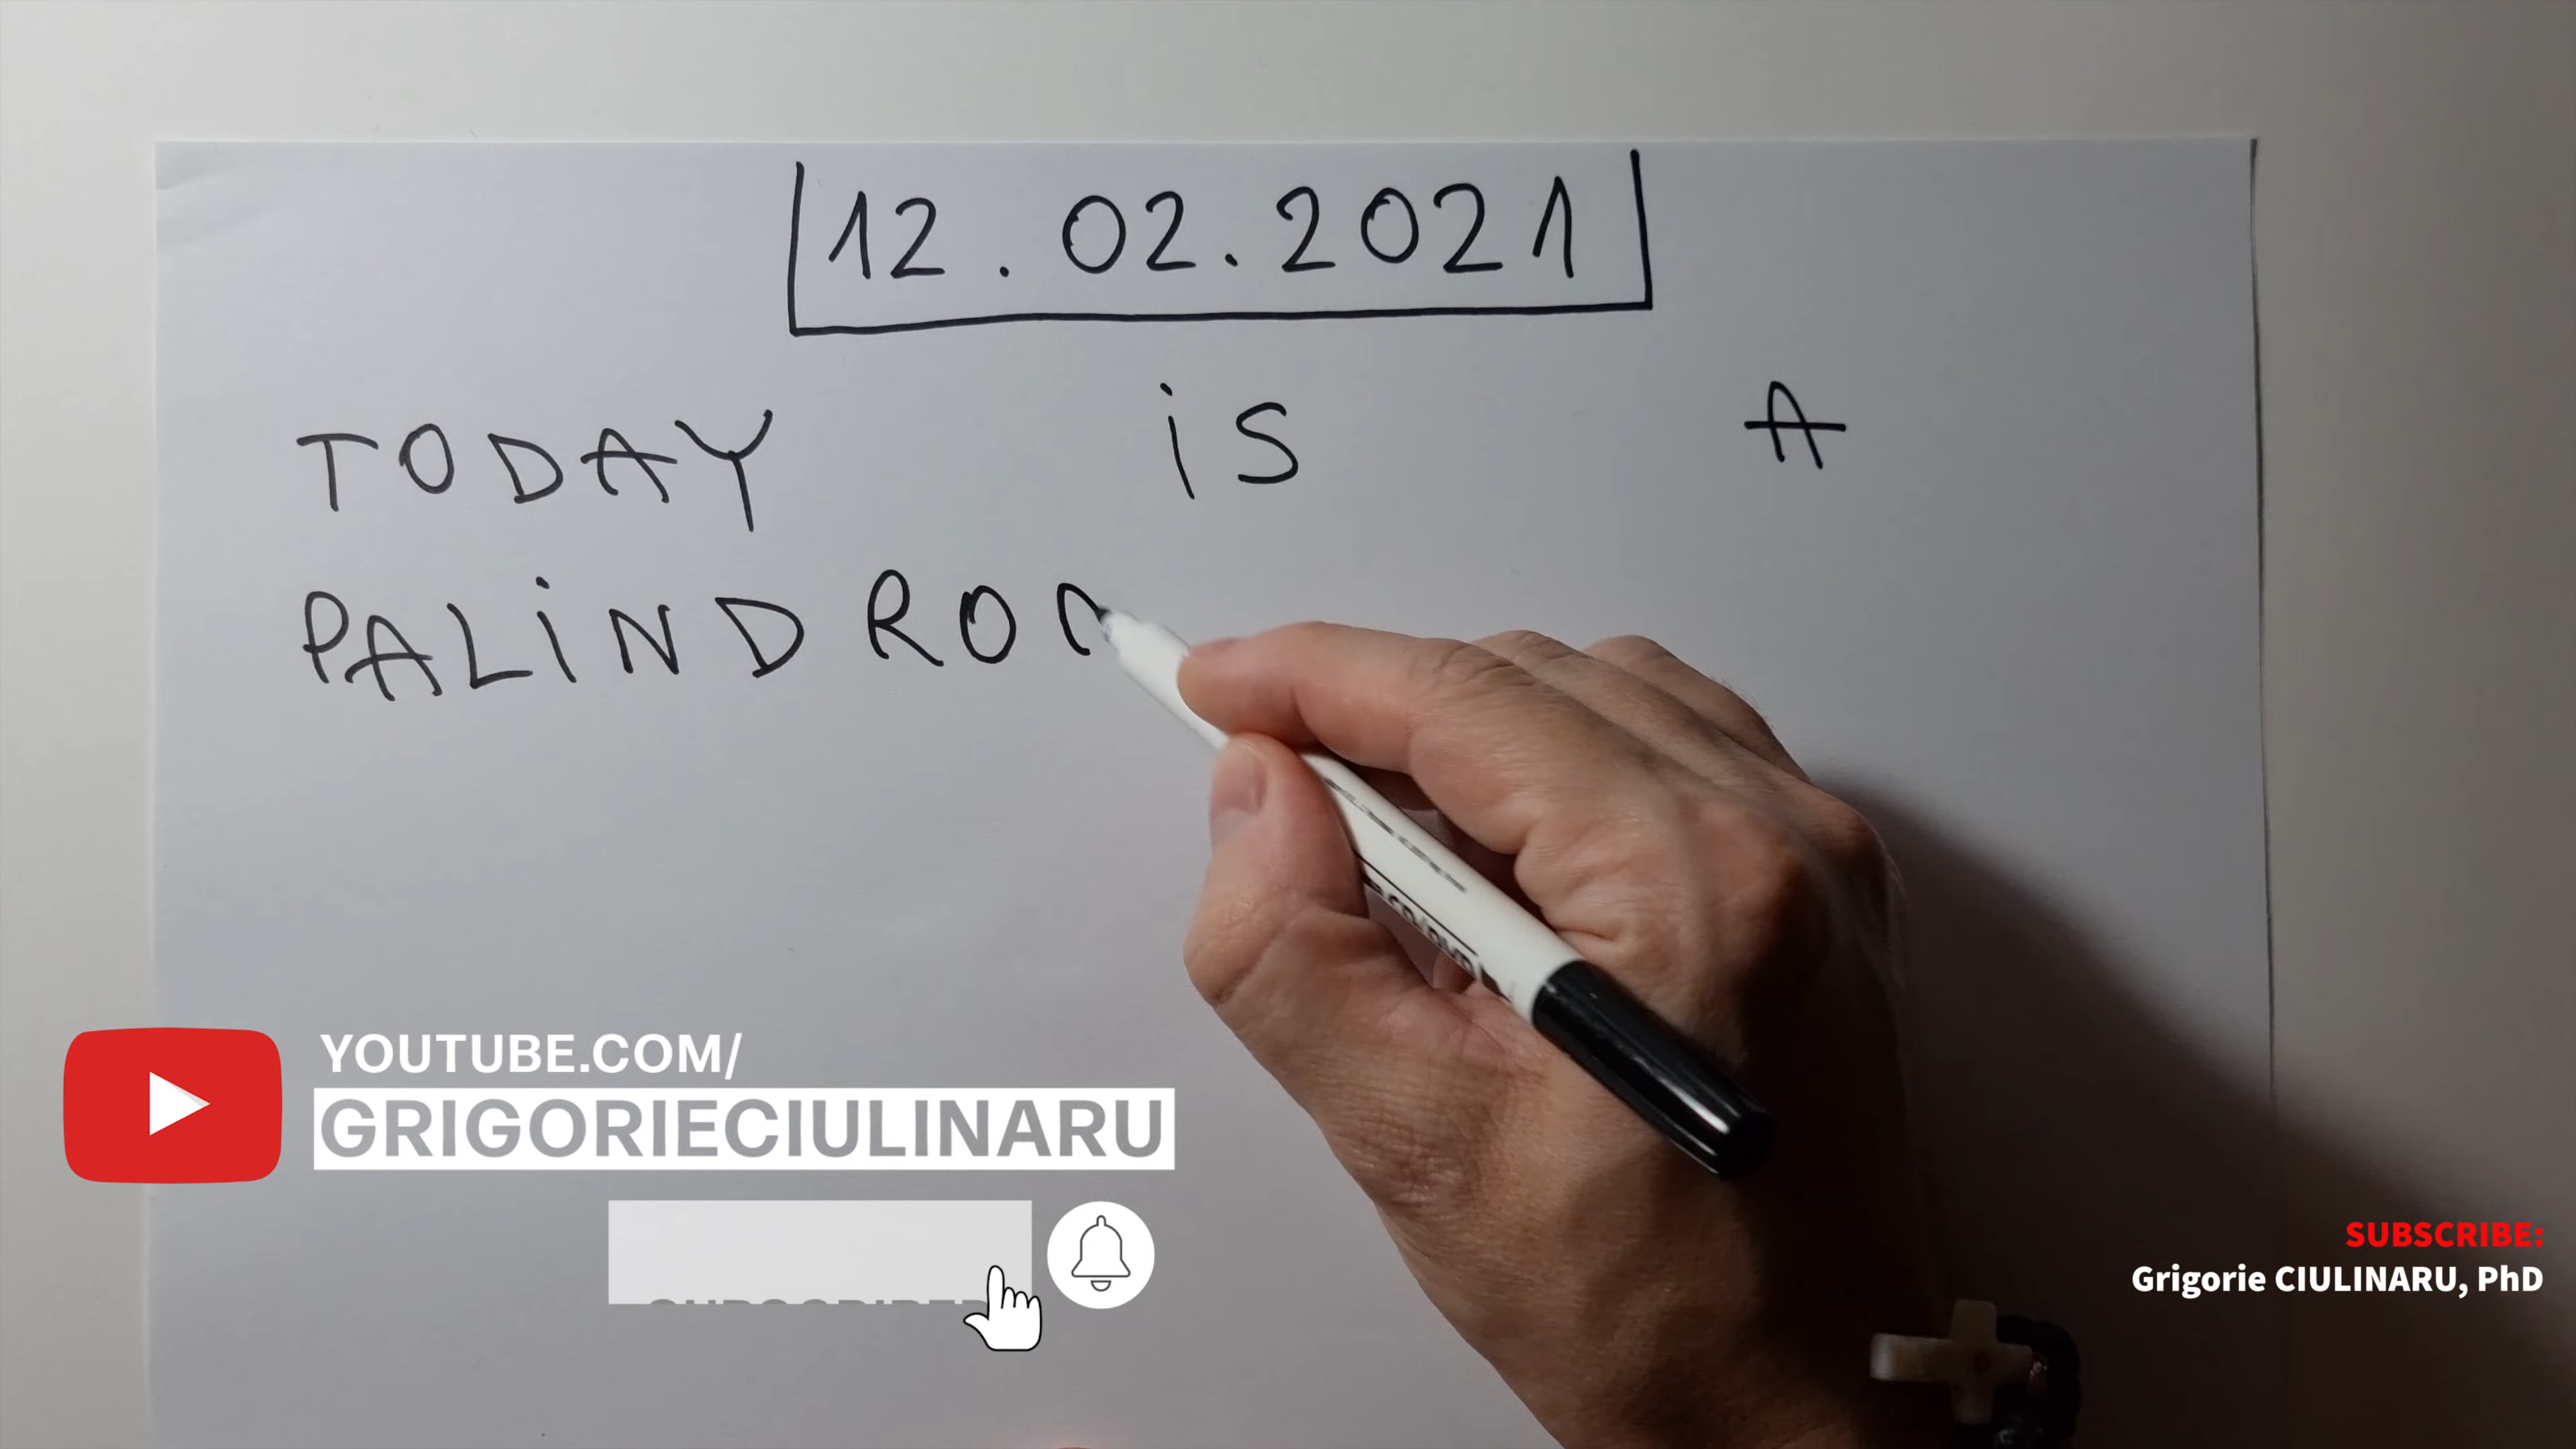 12.02.2021
TODAY iS A
PALiNDRO
YOUTUBE.COM/
GRIGORIECIULINARU
SUBSCRIBE:
Grigorie CIULINARU, PhD